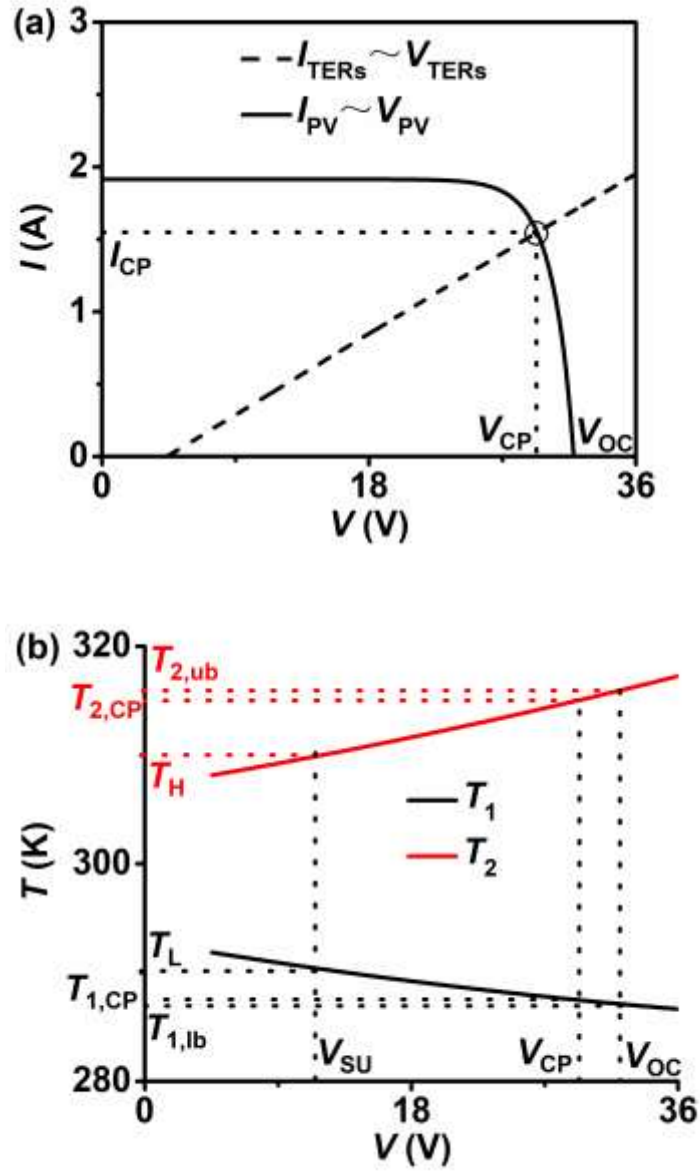 (a)
3
2
1
0
I (A)
I_TERs ~ V_TERs
I_PV ~ V_PV
I_CP
V_CP
V_OC
0
18
36
V (V)
(b)
320
300
280
T (K)
T_2,ub
T_2,CP
T_H
T_1
T_2
T_L
T_1,CP
T_1,lb
V_SU
V_CP
V_OC
0
18
36
V (V)